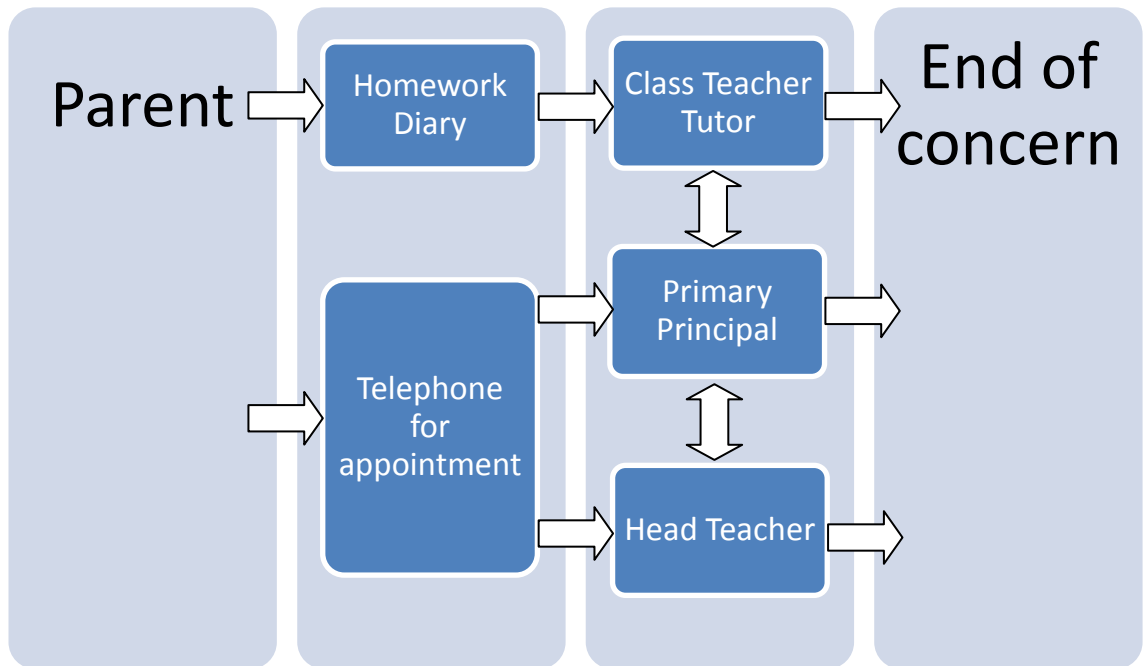 Parent
Homework
Diary
Class Teacher
Tutor
End of
concern
Telephone
for
appointment
Primary
Principal
Head Teacher